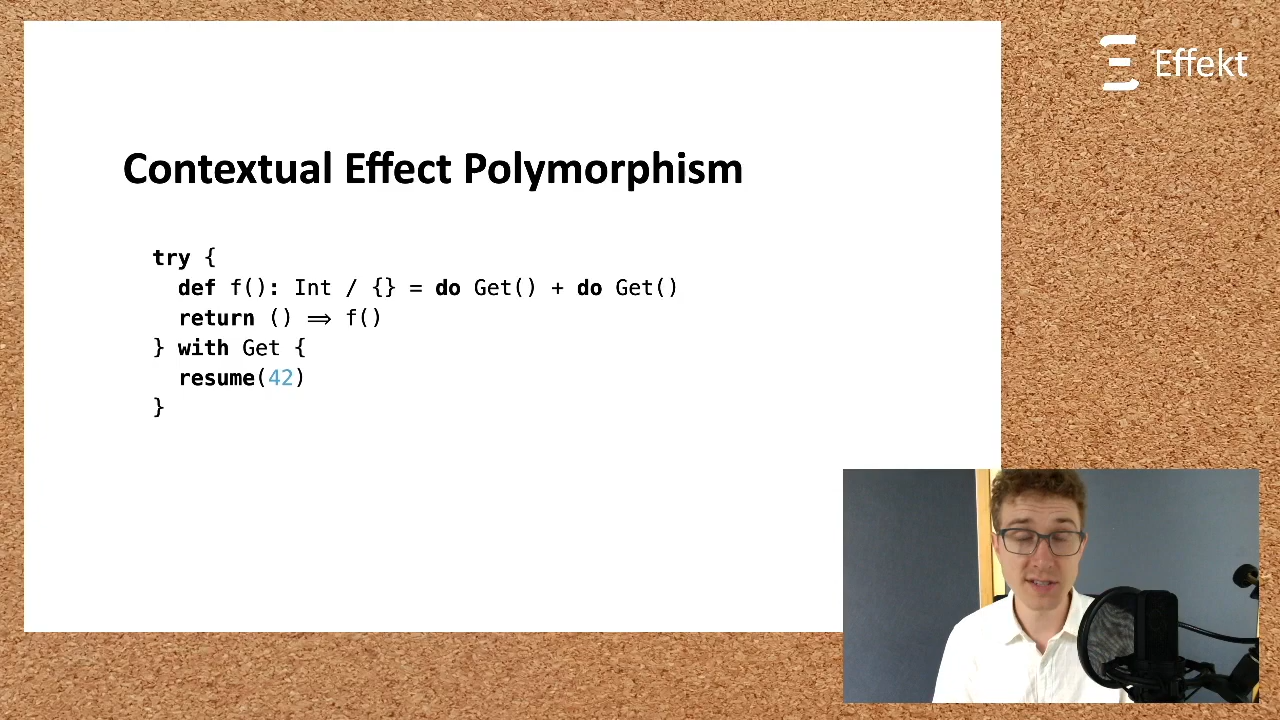 Effekt
Contextual Effect Polymorphism
try {
  def f(): Int / {} = do Get() + do Get()
  return () ⟹ f()
} with Get {
  resume(42)
}